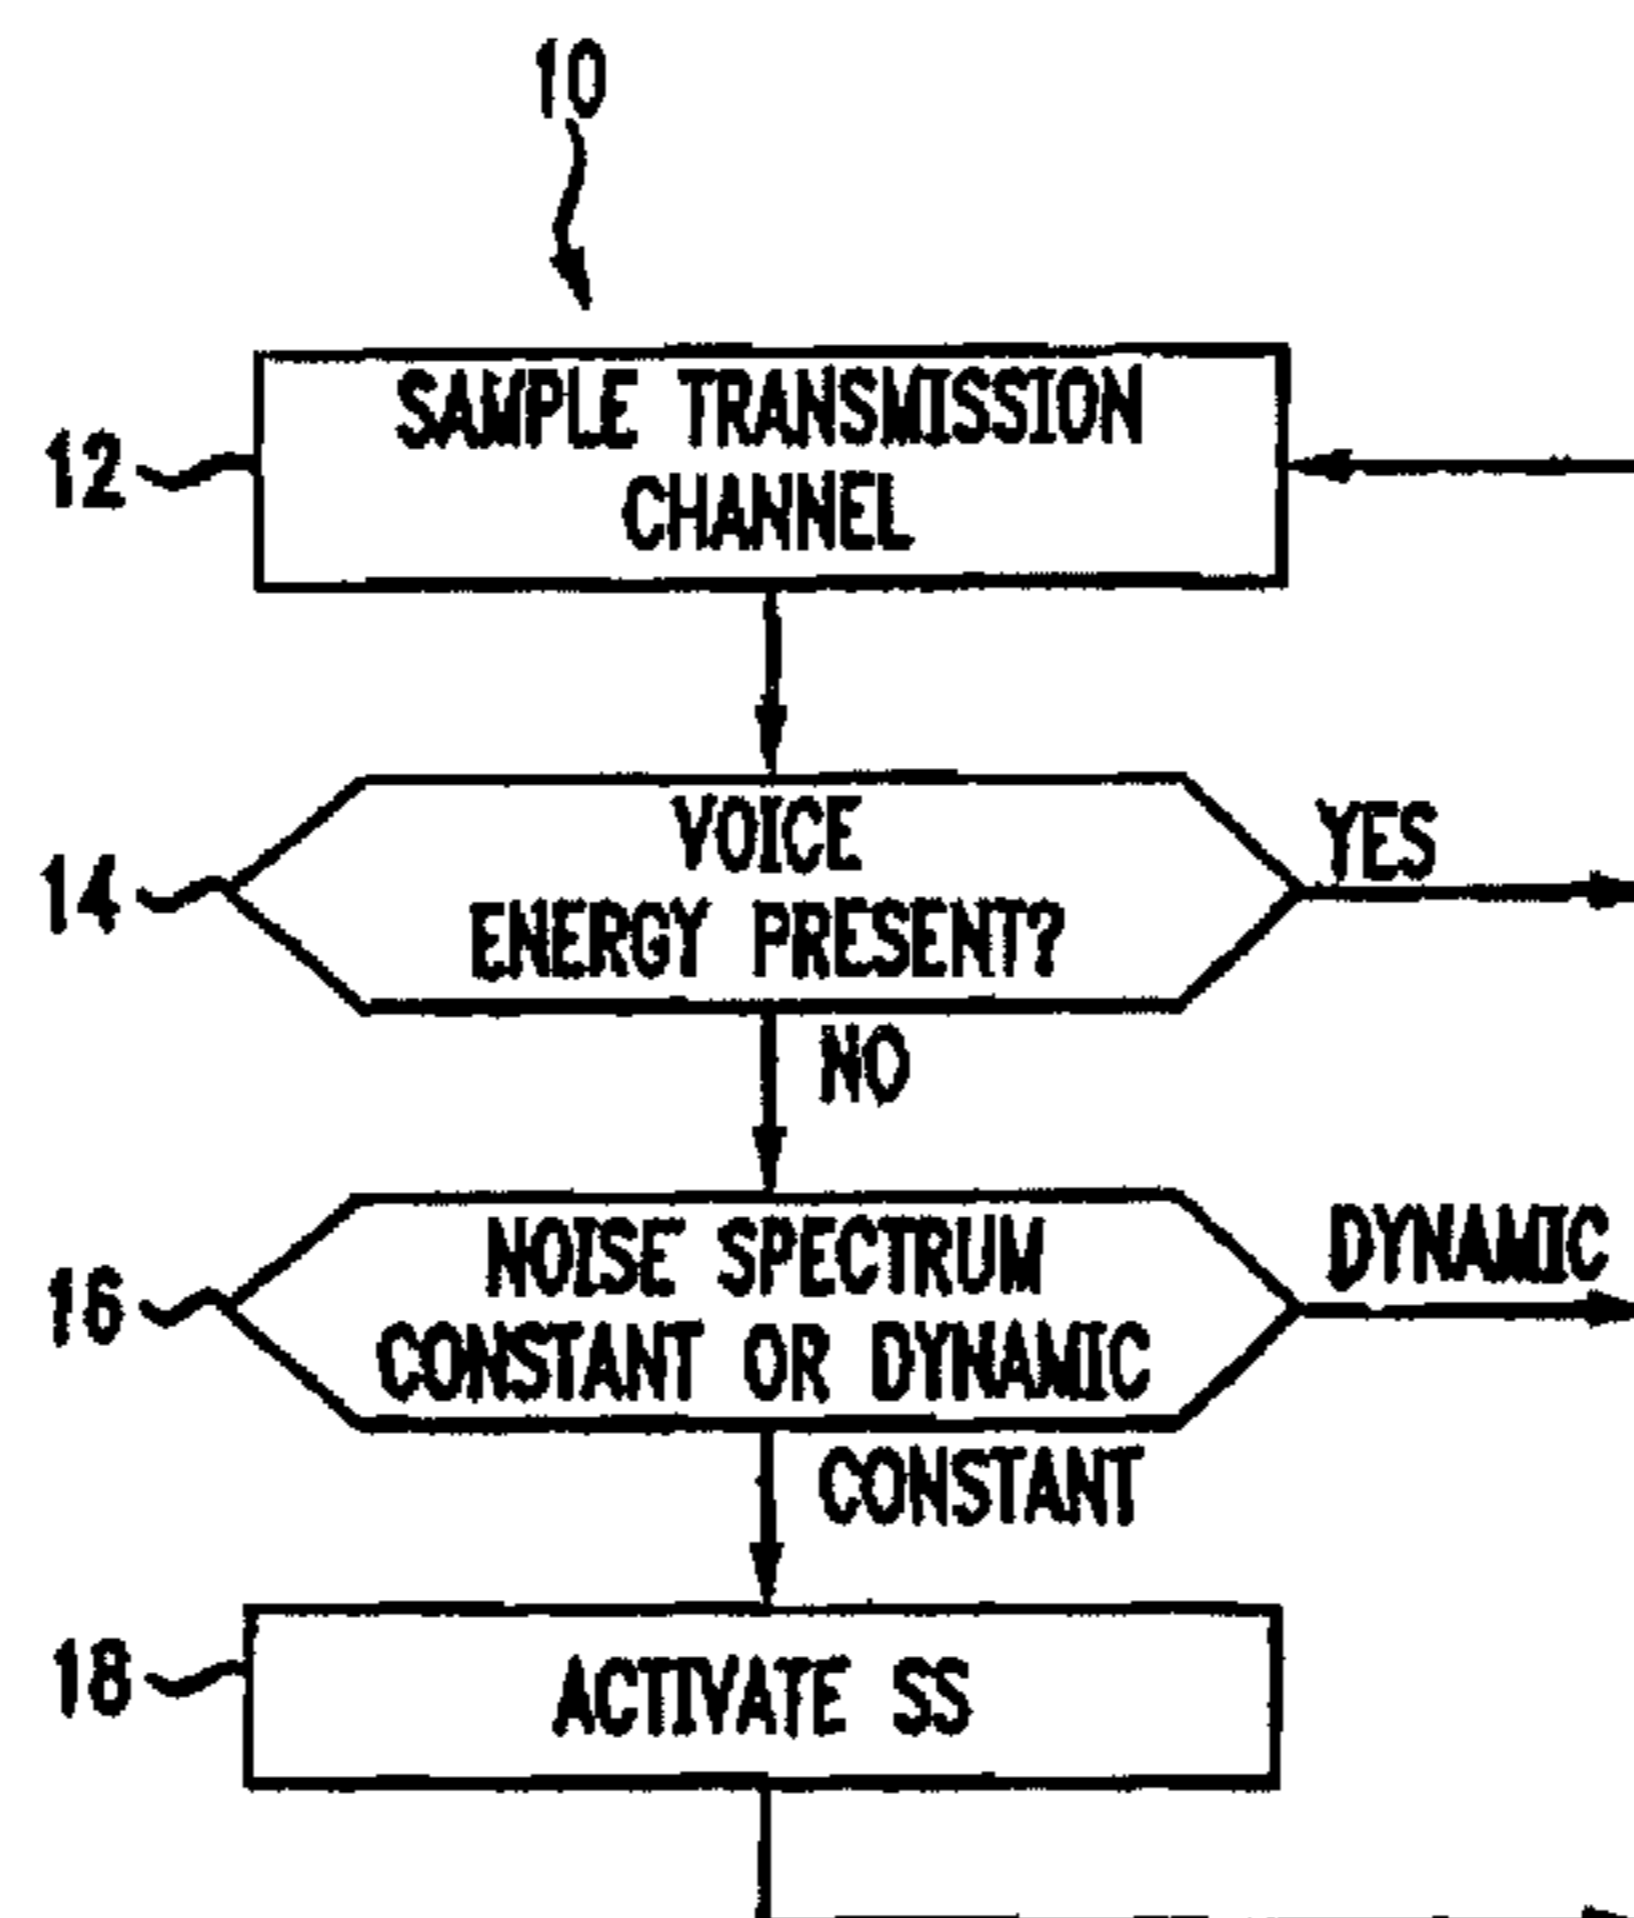 10
12
SAMPLE TRANSMISSION
CHANNEL
14
VOICE
ENERGY PRESENT?
YES
NO
16
NOISE SPECTRUM
CONSTANT OR DYNAMIC
DYNAMIC
CONSTANT
18
ACTIVATE SS